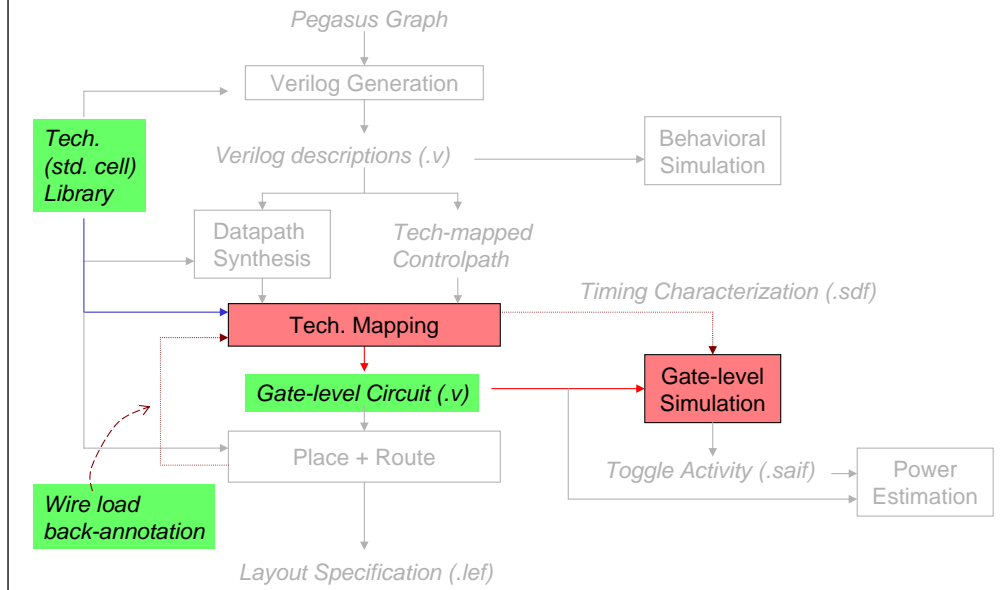 Pegasus Graph
Verilog Generation
Tech.
(std. cell)
Library
Verilog descriptions (.v)
Behavioral
Simulation
Datapath
Synthesis
Tech-mapped
Controlpath
Timing Characterization (.sdf)
Tech. Mapping
Gate-level Circuit (.v)
Gate-level
Simulation
Place + Route
Toggle Activity (.saif)
Power
Estimation
Wire load
back-annotation
Layout Specification (.lef)